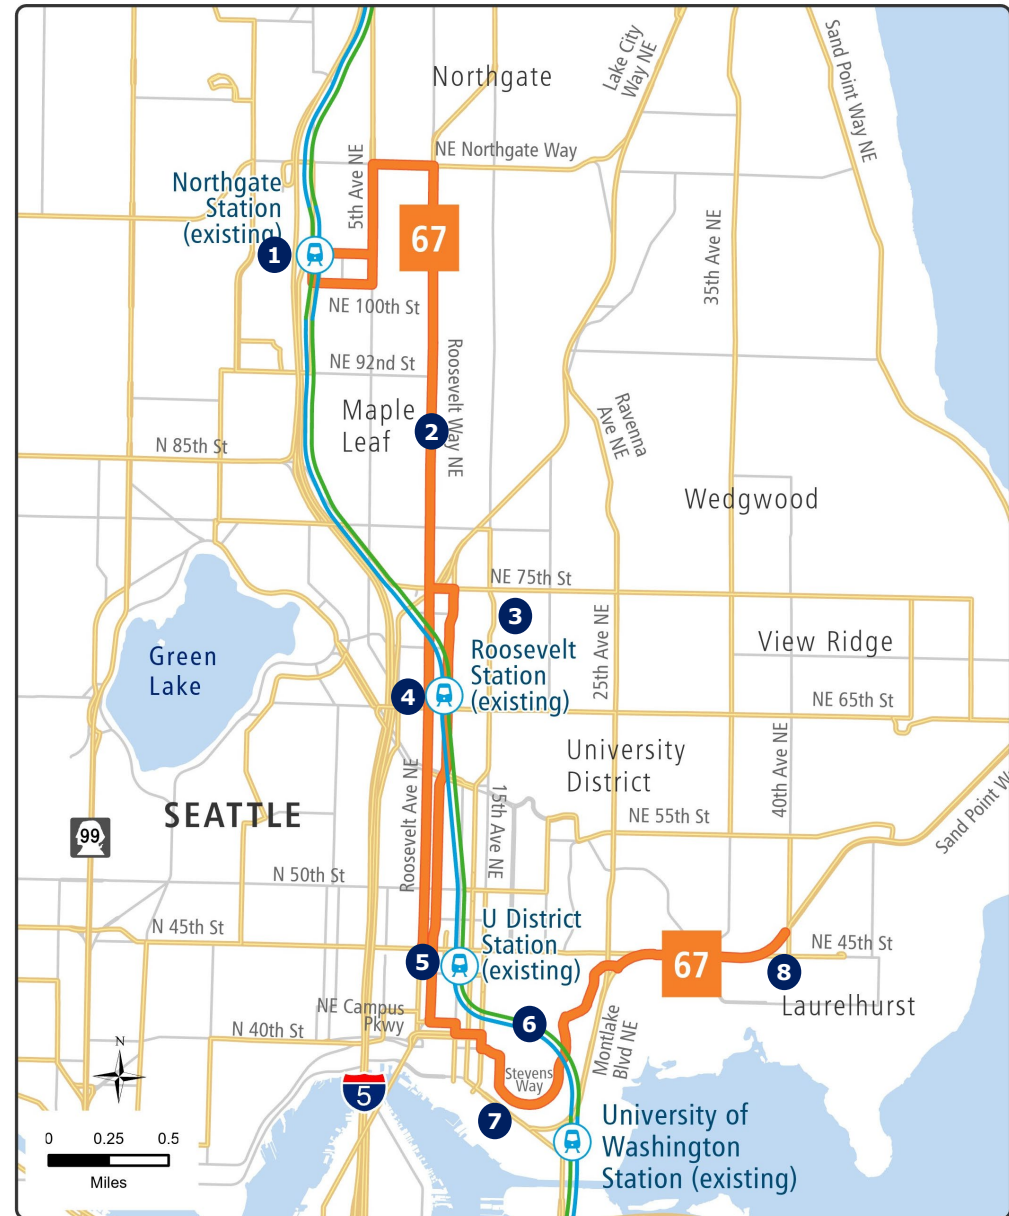 Northgate
Lake City
Way NE
Sand Point Way NE
NE Northgate Way
5th Ave NE
Northgate
Station
(existing)
1
67
35th Ave NE
NE 100th St
NE 92nd St
Roosevelt Way NE
Maple
Leaf
2
Ravenna
Ave NE
N 85th St
Wedgwood
NE 75th St
3
25th Ave NE
View Ridge
Green
Lake
Roosevelt
Station
(existing)
4
NE 65th St
University
District
40th Ave NE
Roosevelt Ave NE
15th Ave NE
SEATTLE
NE 55th St
Sand Point W
99
N 50th St
N 45th St
U District
Station
(existing)
5
67
NE 45th St
8
Laurelhurst
NE Campus
Pkwy
6
N 40th St
Montlake
Blvd NE
N
Stevens
Way
5
7
University of
Washington
Station (existing)
0 0.25 0.5
Miles